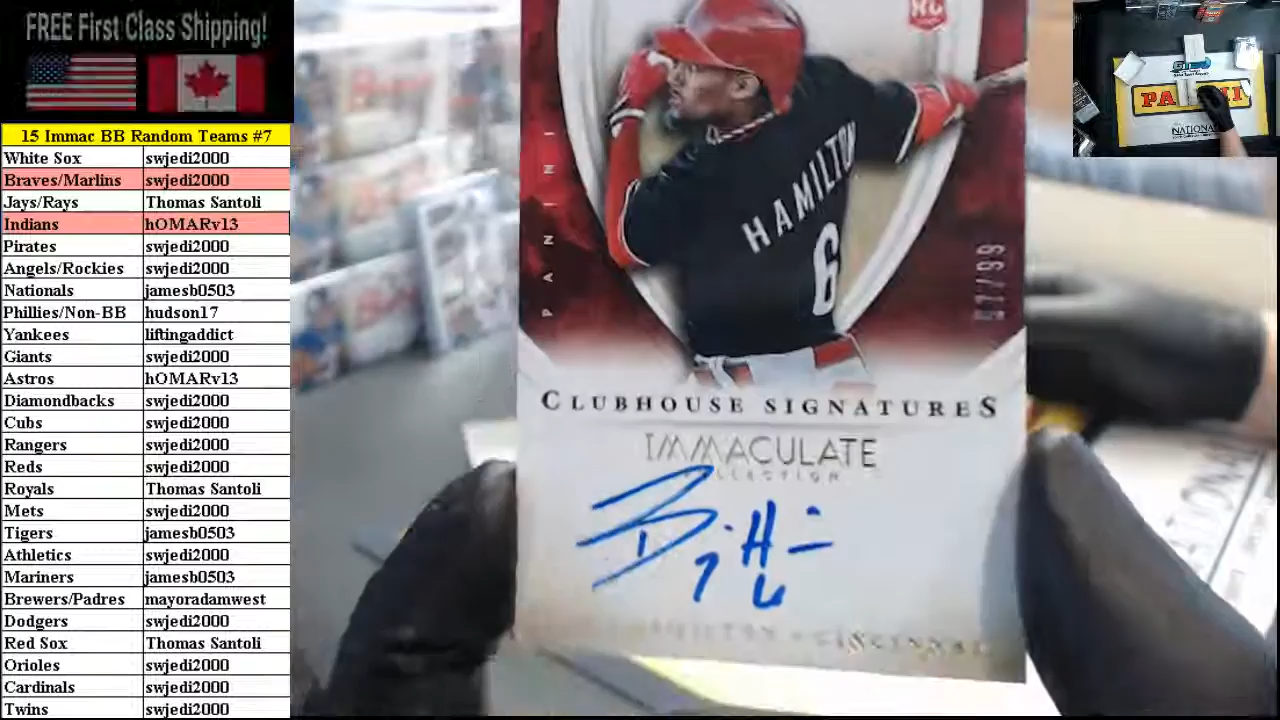 FREE First Class Shipping!
15 Immac BB Random Teams #7
White Sox swjedi2000
Braves/Marlins swjedi2000
Jays/Rays Thomas Santoli
Indians hOMARv13
Pirates swjedi2000
Angels/Rockies swjedi2000
Nationals jamesb0503
Phillies/Non-BB hudson17
Yankees liftingaddict
Giants swjedi2000
Astros hOMARv13
Diamondbacks swjedi2000
Cubs swjedi2000
Rangers swjedi2000
Reds swjedi2000
Royals Thomas Santoli
Mets swjedi2000
Tigers jamesb0503
Athletics swjedi2000
Mariners jamesb0503
Brewers/Padres mayoradamwest
Dodgers swjedi2000
Red Sox Thomas Santoli
Orioles swjedi2000
Cardinals swjedi2000
Twins swjedi2000
RC
PANINI
HAMILTON
6
CLUBHOUSE SIGNATURES
IMMACULATE
COLLECTION
HAMILTON • CINCINNATI
NATIONAL